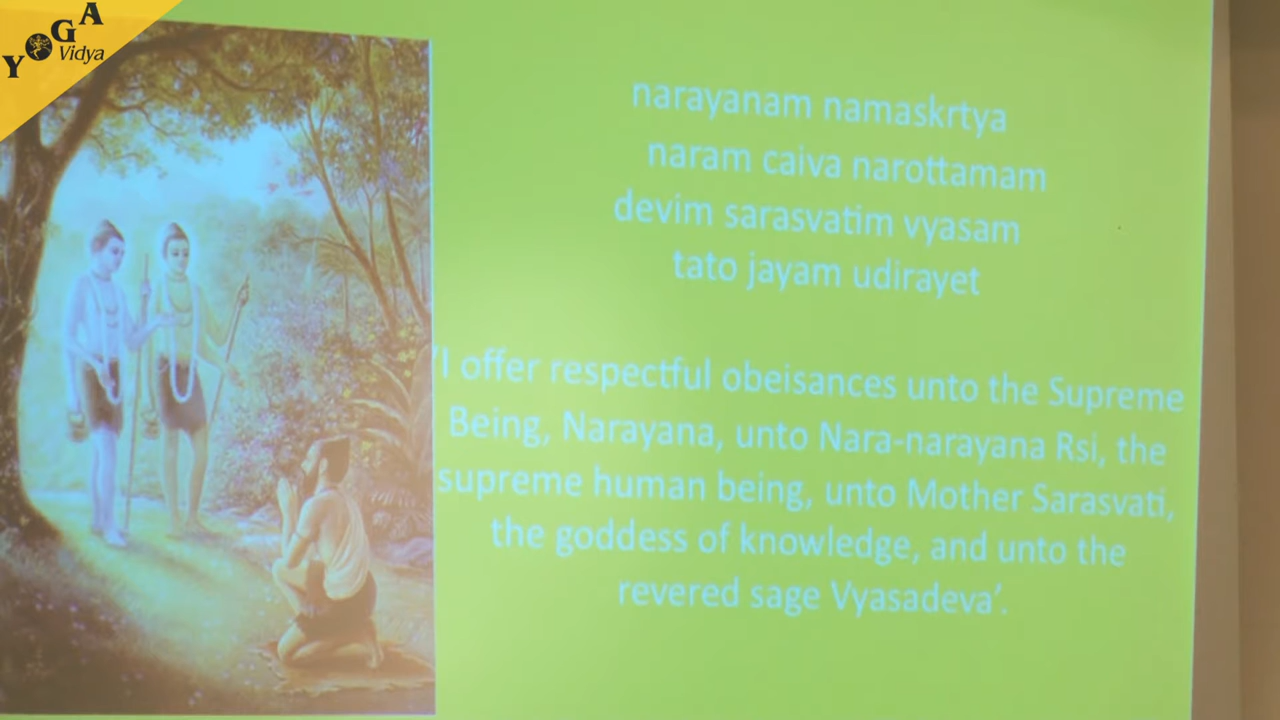 YOGA
Vidya
narayanam namaskrtya
naram caiva narottamam
devim sarasvatim vyasam
tato jayam udirayet
'I offer respectful obeisances unto the Supreme
Being, Narayana, unto Nara-narayana Rsi, the
supreme human being, unto Mother Sarasvati,
the goddess of knowledge, and unto the
revered sage Vyasadeva'.